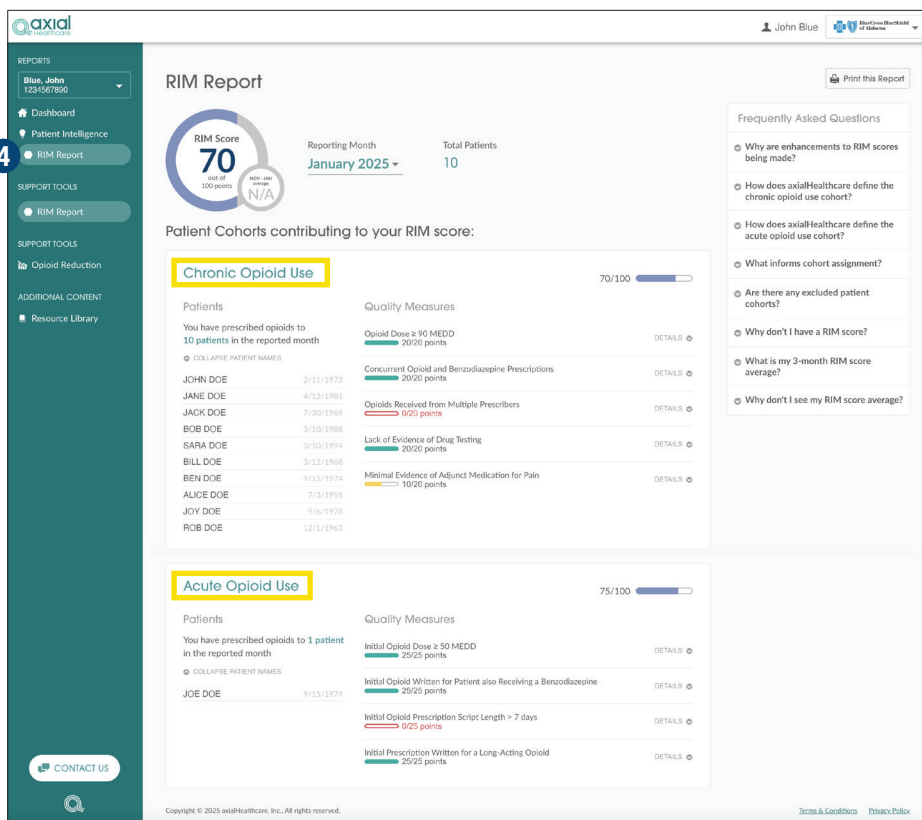 axial
Healthcare
John Blue
BlueCross BlueShield
of Alabama
REPORTS
Blue, John
1234567890
Dashboard
Patient Intelligence
4
RIM Report
SUPPORT TOOLS
RIM Report
SUPPORT TOOLS
Opioid Reduction
ADDITIONAL CONTENT
Resource Library
CONTACT US
RIM Report
Print this Report
RIM Score
70
out of
100 points
NOV - JAN
average
N/A
Reporting Month
January 2025
Total Patients
10
Patient Cohorts contributing to your RIM score:
Chronic Opioid Use
70/100
Patients
You have prescribed opioids to
10 patients in the reported month
COLLAPSE PATIENT NAMES
JOHN DOE 2/11/1973
JANE DOE 4/12/1981
JACK DOE 7/30/1969
BOB DOE 3/10/1988
SARA DOE 3/10/1994
BILL DOE 3/12/1968
BEN DOE 9/15/1974
ALICE DOE 7/3/1955
JOY DOE 9/6/1978
ROB DOE 12/1/1963
Quality Measures
Opioid Dose ≥ 90 MEDD
20/20 points
DETAILS
Concurrent Opioid and Benzodiazepine Prescriptions
20/20 points
DETAILS
Opioids Received from Multiple Prescribers
0/20 points
DETAILS
Lack of Evidence of Drug Testing
20/20 points
DETAILS
Minimal Evidence of Adjunct Medication for Pain
10/20 points
DETAILS
Acute Opioid Use
75/100
Patients
You have prescribed opioids to 1 patient
in the reported month
COLLAPSE PATIENT NAMES
JOE DOE 9/15/1974
Quality Measures
Initial Opioid Dose ≥ 50 MEDD
25/25 points
DETAILS
Initial Opioid Written for Patient also Receiving a Benzodiazepine
25/25 points
DETAILS
Initial Opioid Prescription Script Length > 7 days
0/25 points
DETAILS
Initial Prescription Written for a Long-Acting Opioid
25/25 points
DETAILS
Frequently Asked Questions
Why are enhancements to RIM scores
being made?
How does axialHealthcare define the
chronic opioid use cohort?
How does axialHealthcare define the
acute opioid use cohort?
What informs cohort assignment?
Are there any excluded patient
cohorts?
Why don't I have a RIM score?
What is my 3-month RIM score
average?
Why don't I see my RIM score average?
Copyright © 2025 axialHealthcare. Inc., All rights reserved.
Terms & Conditions Privacy Policy